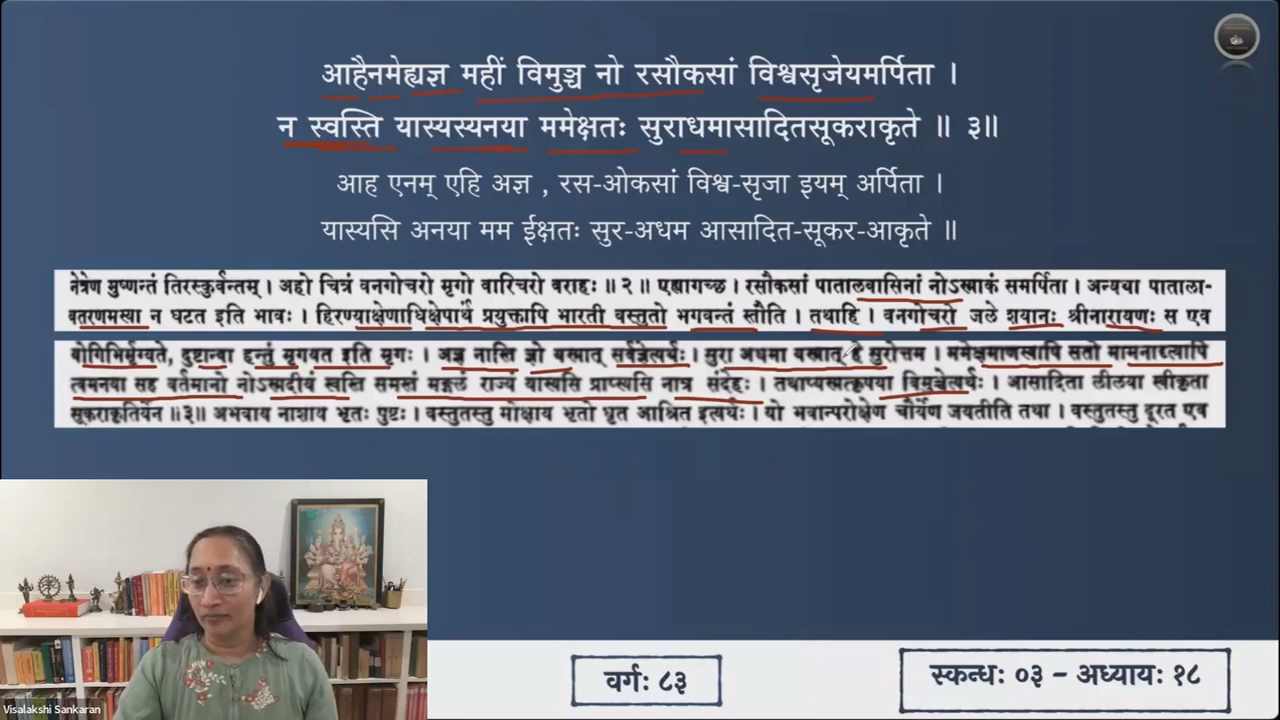 आहैनमेह्यज्ञ महीं विमुञ्च नो रसौकसां विश्वसृजेयमर्पिता ।
न स्वस्ति यास्यस्यनया ममेक्षतः सुराधमासादितसूकराकृते ॥ ३॥
आह एनम् एहि अज्ञ , रस-ओकसां विश्व-सृजा इयम् अर्पिता ।
यास्यसि अनया मम ईक्षतः सुर-अधम आसादित-सूकर-आकृते ॥
नेत्रेण मुष्णन्तं तिरस्कुर्वन्तम् । अहो चित्रं वनगोचरो मृगो वारिचरो वराहः ॥ २ ॥ एह्यागच्छ । रसौकसां पातालवासिनां नोऽस्माकं समर्पिता । अन्यथा पाताला-
वतरणमस्या न घटत इति भावः । हिरण्याक्षेणाधिक्षेपार्थं प्रयुक्तापि भारती वस्तुतो भगवन्तं स्तौति । तथाहि । वनगोचरो जले शयानः श्रीनारायणः स एव
योगिभिर्मृग्यते, दुष्टान्वा हन्तुं मृगयत इति मृगः । अज्ञ नास्ति ज्ञो यस्मात् सर्वज्ञेत्यर्थः । सुरा अधमा यस्मात् हे सुरोत्तम । ममेक्षमाणस्यापि सतो मामनादृत्यापि
त्वमनया सह वर्तमानो नोऽस्मदीयं स्वस्ति समस्तं मङ्गलं राज्यं यास्यसि प्राप्स्यसि नात्र संदेहः । तथाप्यस्मत्कृपया विमुञ्चेत्यर्थः । आसादिता लीलया स्वीकृता
सूकराकृतिर्येन ॥३॥ अभवाय नाशाय भृतः पुष्टः । वस्तुतस्तु मोक्षाय भृतो धृत आश्रित इत्यर्थः । यो भवान्परोक्षेण चौर्येण जयतीति तथा । वस्तुतस्तु दूरत एव
Visalakshi Sankaran
वर्गः ८३
स्कन्धः ०३ – अध्यायः १८